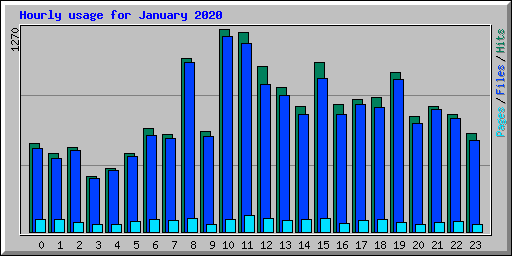 Hourly usage for January 2020
1270
Pages/Files/Hits
0 1 2 3 4 5 6 7 8 9 10 11 12 13 14 15 16 17 18 19 20 21 22 23